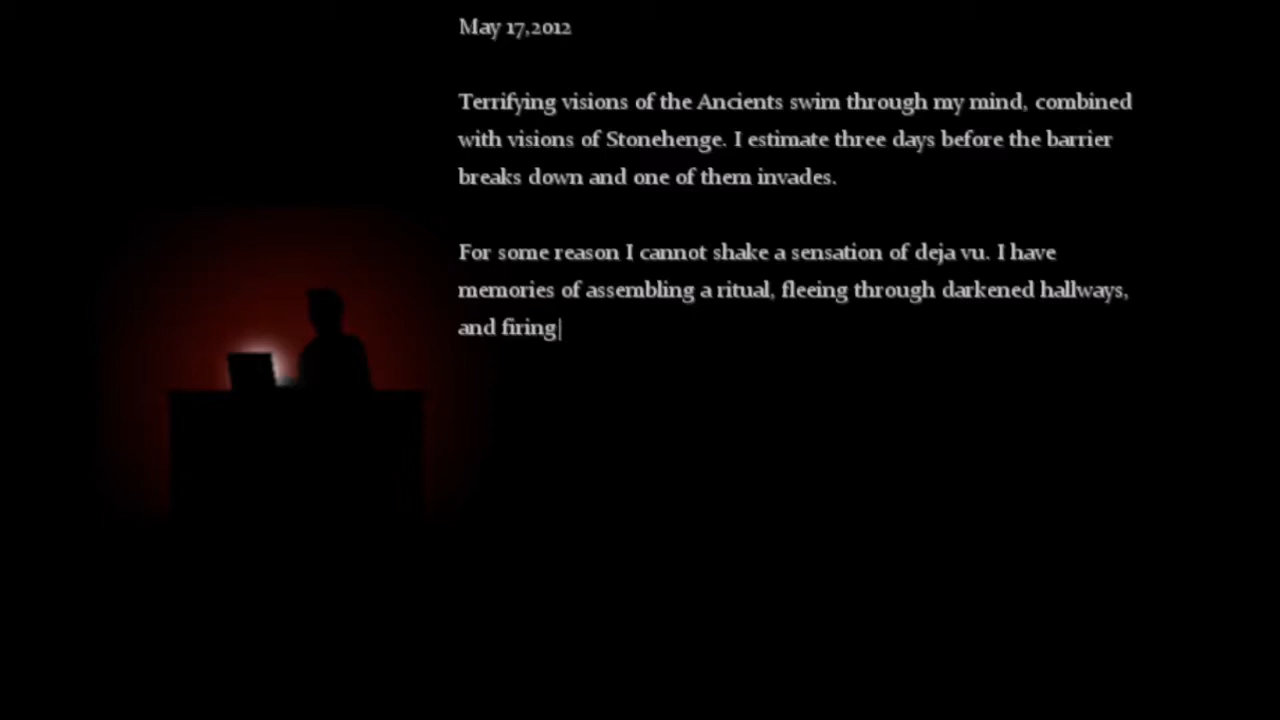 May 17,2012
Terrifying visions of the Ancients swim through my mind, combined
with visions of Stonehenge. I estimate three days before the barrier
breaks down and one of them invades.
For some reason I cannot shake a sensation of deja vu. I have
memories of assembling a ritual, fleeing through darkened hallways,
and firing|